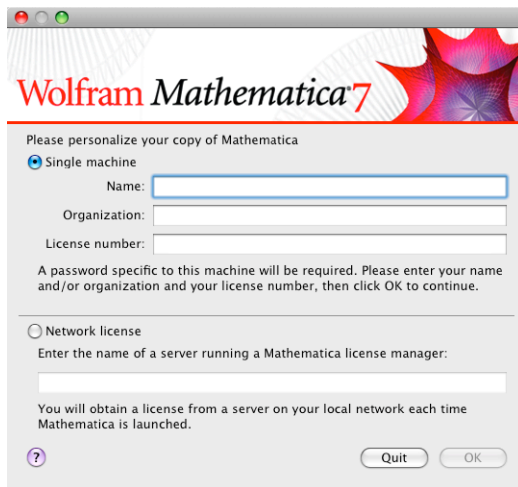 Wolfram Mathematica 7
Please personalize your copy of Mathematica
Single machine
Name:
Organization:
License number:
A password specific to this machine will be required. Please enter your name
and/or organization and your license number, then click OK to continue.
Network license
Enter the name of a server running a Mathematica license manager:
You will obtain a license from a server on your local network each time
Mathematica is launched.
? Quit OK